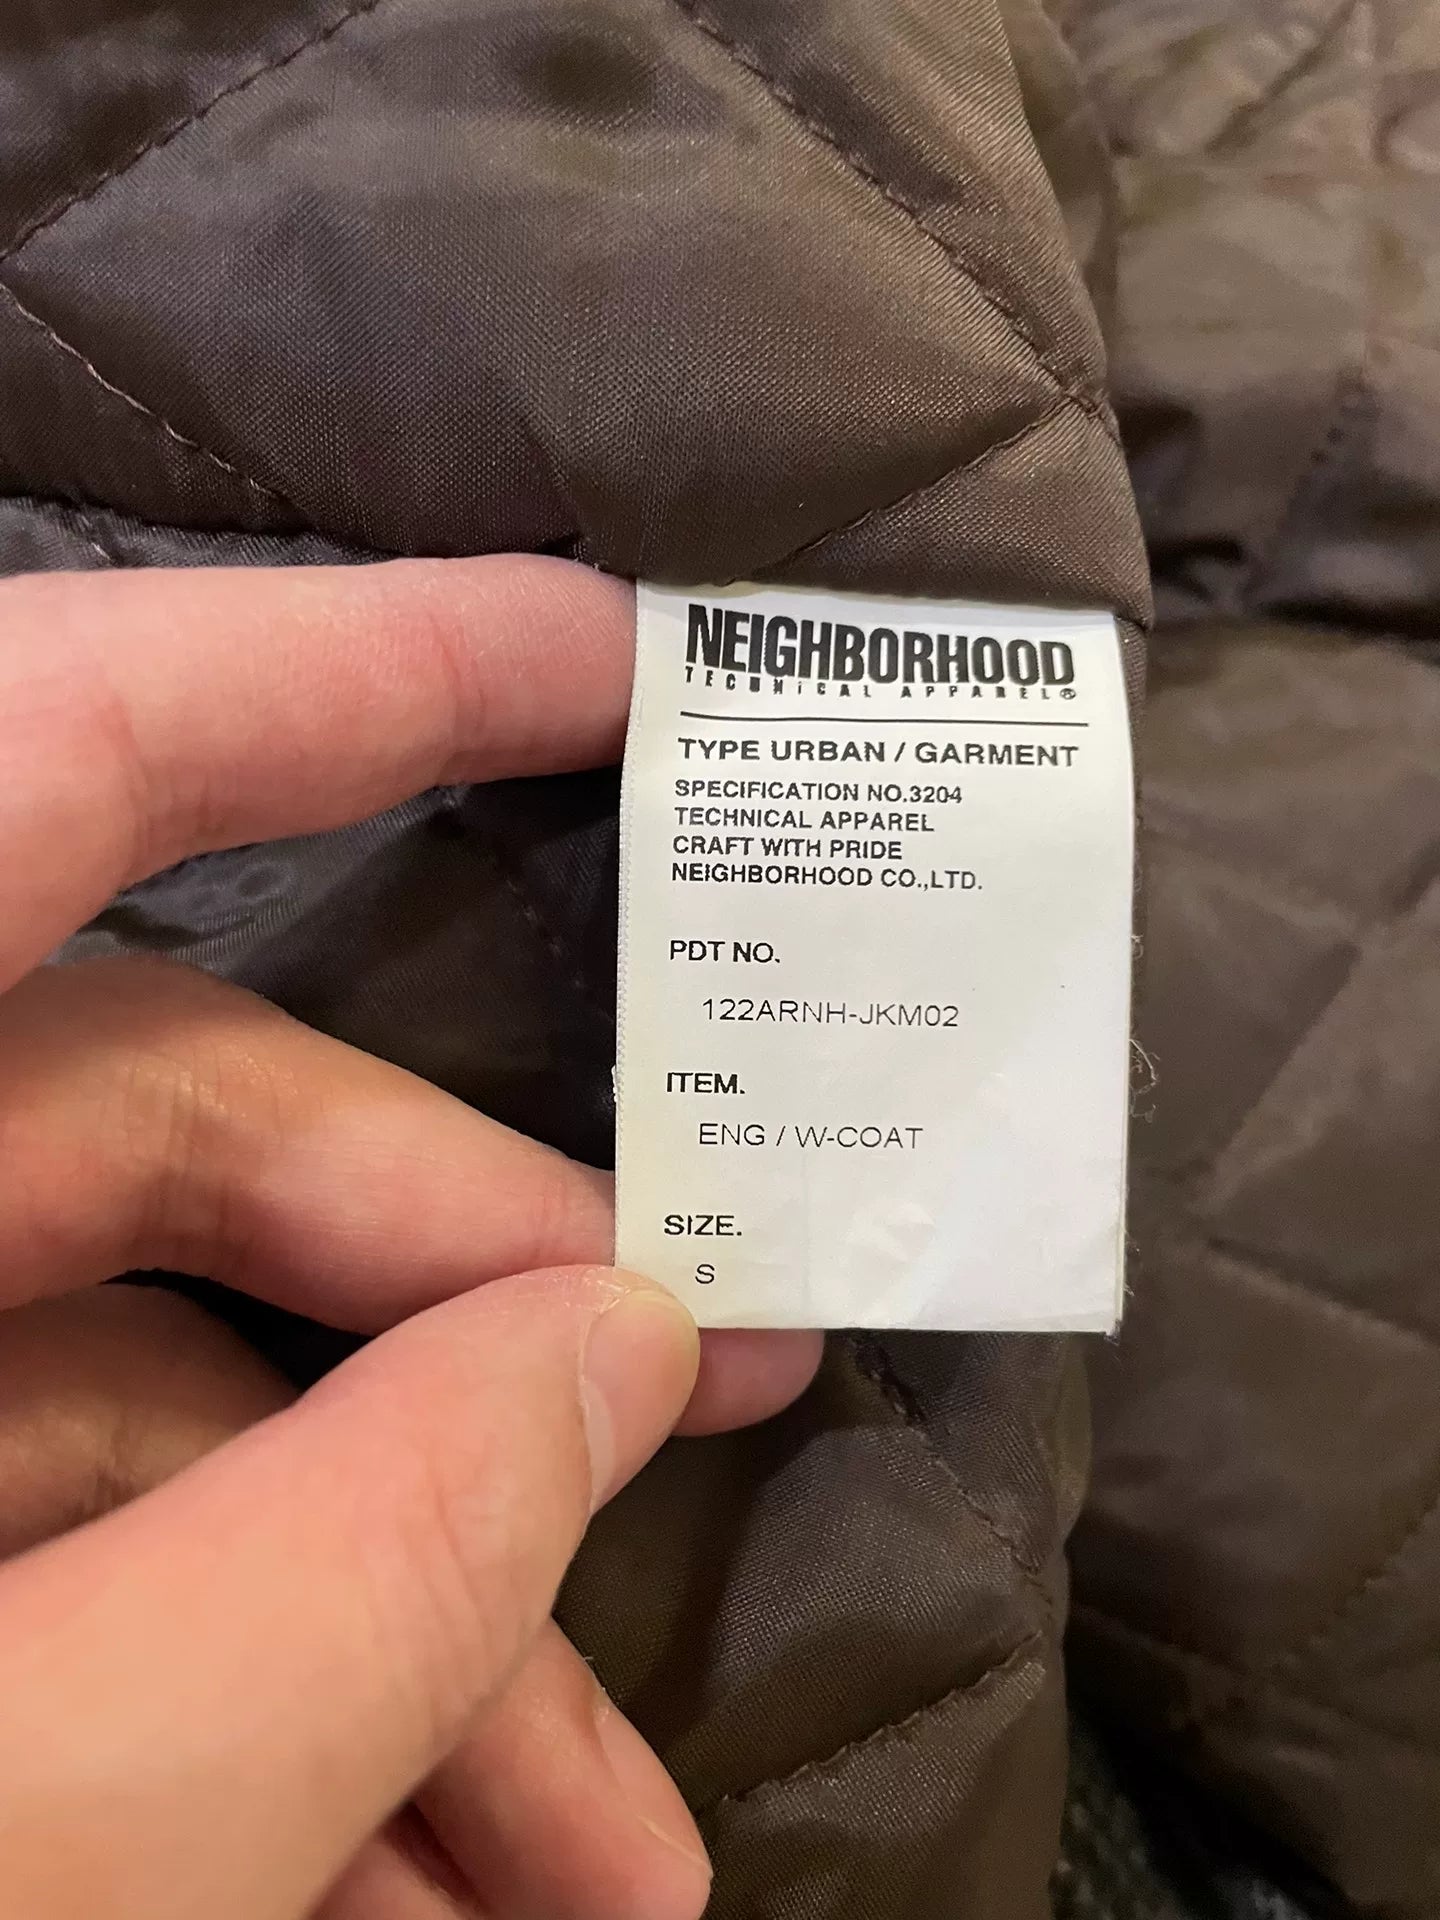 NEIGHBORHOOD
TECHNICAL APPAREL®
TYPE URBAN / GARMENT
SPECIFICATION NO.3204
TECHNICAL APPAREL
CRAFT WITH PRIDE
NEIGHBORHOOD CO.,LTD.
PDT NO.
122ARNH-JKM02
ITEM.
ENG / W-COAT
SIZE.
S